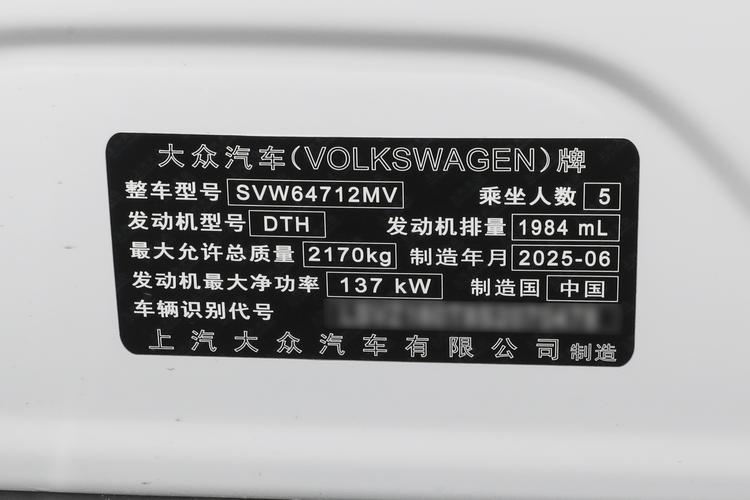 大众汽车(VOLKSWAGEN)牌
整车型号 SVW64712MV 乘坐人数 5
发动机型号 DTH 发动机排量 1984 mL
最大允许总质量 2170kg 制造年月 2025-06
发动机最大净功率 137 kW 制造国 中国
车辆识别代号
上汽大众汽车有限公司 制造